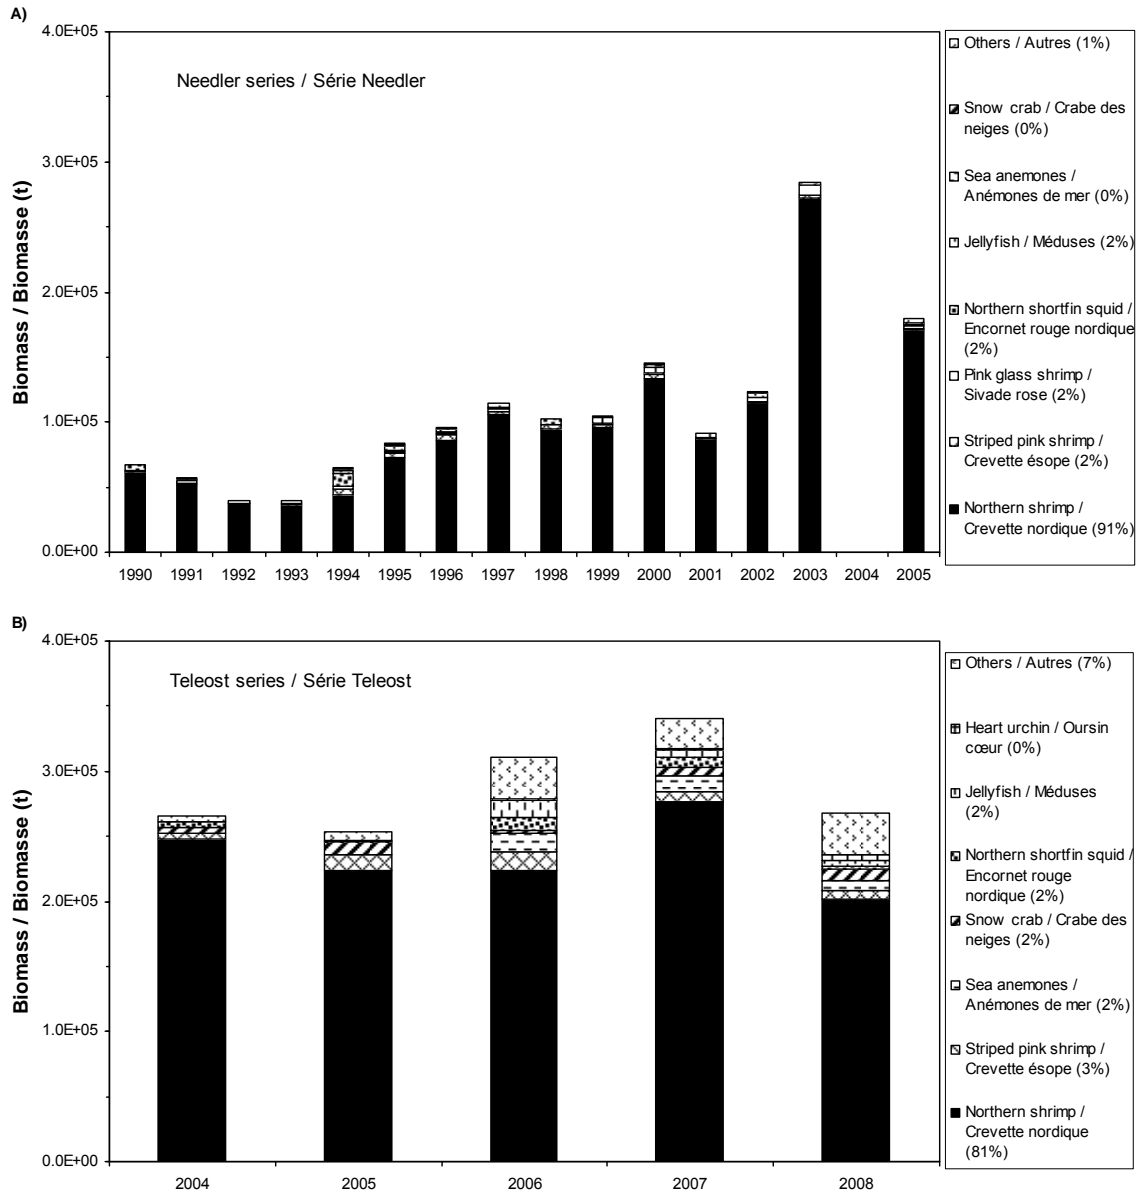 A)
4.0E+05
3.0E+05
2.0E+05
1.0E+05
0.0E+00
Biomass / Biomasse (t)
Needler series / Série Needler
1990 1991 1992 1993 1994 1995 1996 1997 1998 1999 2000 2001 2002 2003 2004 2005
Others / Autres (1%)
Snow crab / Crabe des
neiges (0%)
Sea anemones /
Anémones de mer (0%)
Jellyfish / Méduses (2%)
Northern shortfin squid /
Encornet rouge nordique
(2%)
Pink glass shrimp /
Sivade rose (2%)
Striped pink shrimp /
Crevette ésope (2%)
Northern shrimp /
Crevette nordique (91%)
B)
4.0E+05
3.0E+05
2.0E+05
1.0E+05
0.0E+00
Biomass / Biomasse (t)
Teleost series / Série Teleost
2004 2005 2006 2007 2008
Others / Autres (7%)
Heart urchin / Oursin
cœur (0%)
Jellyfish / Méduses
(2%)
Northern shortfin squid /
Encornet rouge
nordique (2%)
Snow crab / Crabe des
neiges (2%)
Sea anemones /
Anémones de mer (2%)
Striped pink shrimp /
Crevette ésope (3%)
Northern shrimp /
Crevette nordique
(81%)